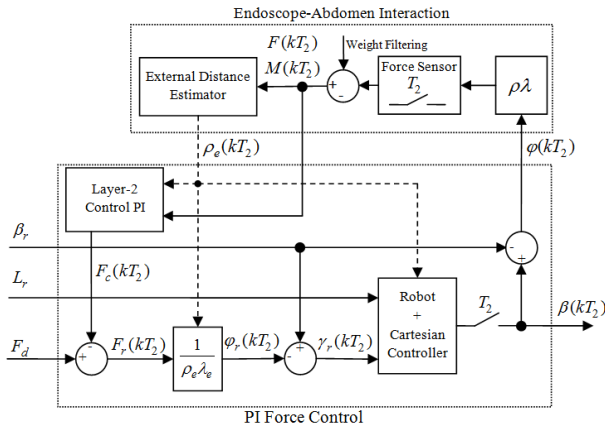 Endoscope-Abdomen Interaction
F(kT₂)
Weight Filtering
M(kT₂)
External Distance
Estimator
+
-
Force Sensor
T₂
ρλ
ρₑ(kT₂)
φ(kT₂)
Layer-2
Control PI
βᵣ
-
+
F_c(kT₂)
Lᵣ
Robot
+
Cartesian
Controller
T₂
β(kT₂)
F_d
+
-
Fᵣ(kT₂)
1
ρₑλₑ
φᵣ(kT₂)
-
+
γᵣ(kT₂)
PI Force Control